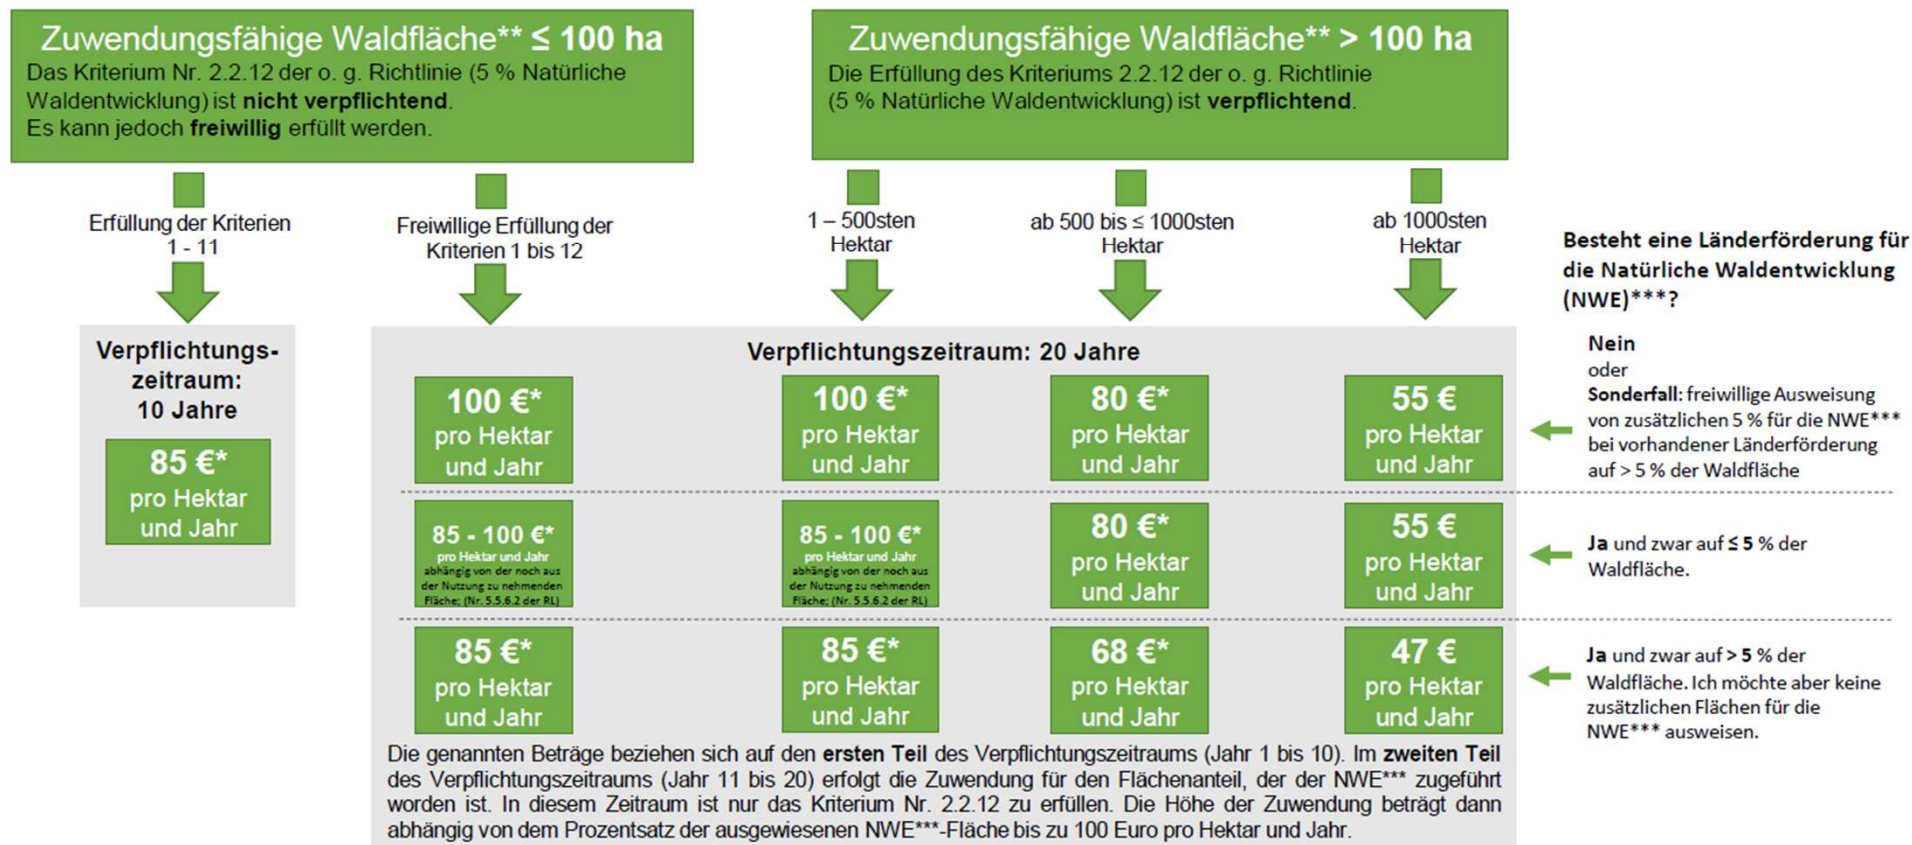 Zuwendungsfähige Waldfläche** ≤ 100 ha
Das Kriterium Nr. 2.2.12 der o. g. Richtlinie (5 % Natürliche
Waldentwicklung) ist nicht verpflichtend.
Es kann jedoch freiwillig erfüllt werden.
Zuwendungsfähige Waldfläche** > 100 ha
Die Erfüllung des Kriteriums 2.2.12 der o. g. Richtlinie
(5 % Natürliche Waldentwicklung) ist verpflichtend.
Erfüllung der Kriterien
1 - 11
Freiwillige Erfüllung der
Kriterien 1 bis 12
1 – 500sten
Hektar
ab 500 bis ≤ 1000sten
Hektar
ab 1000sten
Hektar
Besteht eine Länderförderung für
die Natürliche Waldentwicklung
(NWE)***?
Verpflichtungs-
zeitraum:
10 Jahre
85 €*
pro Hektar
und Jahr
Verpflichtungszeitraum: 20 Jahre
100 €*
pro Hektar
und Jahr
100 €*
pro Hektar
und Jahr
80 €*
pro Hektar
und Jahr
55 €
pro Hektar
und Jahr
Nein
oder
Sonderfall: freiwillige Ausweisung
von zusätzlichen 5 % für die NWE***
bei vorhandener Länderförderung
auf > 5 % der Waldfläche
85 - 100 €*
pro Hektar und Jahr
abhängig von der noch aus
der Nutzung zu nehmenden
Fläche; (Nr. 5.5.6.2 der RL)
85 - 100 €*
pro Hektar und Jahr
abhängig von der noch aus
der Nutzung zu nehmenden
Fläche; (Nr. 5.5.6.2 der RL)
80 €*
pro Hektar
und Jahr
55 €
pro Hektar
und Jahr
Ja und zwar auf ≤ 5 % der
Waldfläche.
85 €*
pro Hektar
und Jahr
85 €*
pro Hektar
und Jahr
68 €*
pro Hektar
und Jahr
47 €
pro Hektar
und Jahr
Ja und zwar auf > 5 % der
Waldfläche. Ich möchte aber keine
zusätzlichen Flächen für die
NWE*** ausweisen.
Die genannten Beträge beziehen sich auf den ersten Teil des Verpflichtungszeitraums (Jahr 1 bis 10). Im zweiten Teil
des Verpflichtungszeitraums (Jahr 11 bis 20) erfolgt die Zuwendung für den Flächenanteil, der der NWE*** zugeführt
worden ist. In diesem Zeitraum ist nur das Kriterium Nr. 2.2.12 zu erfüllen. Die Höhe der Zuwendung beträgt dann
abhängig von dem Prozentsatz der ausgewiesenen NWE***-Fläche bis zu 100 Euro pro Hektar und Jahr.